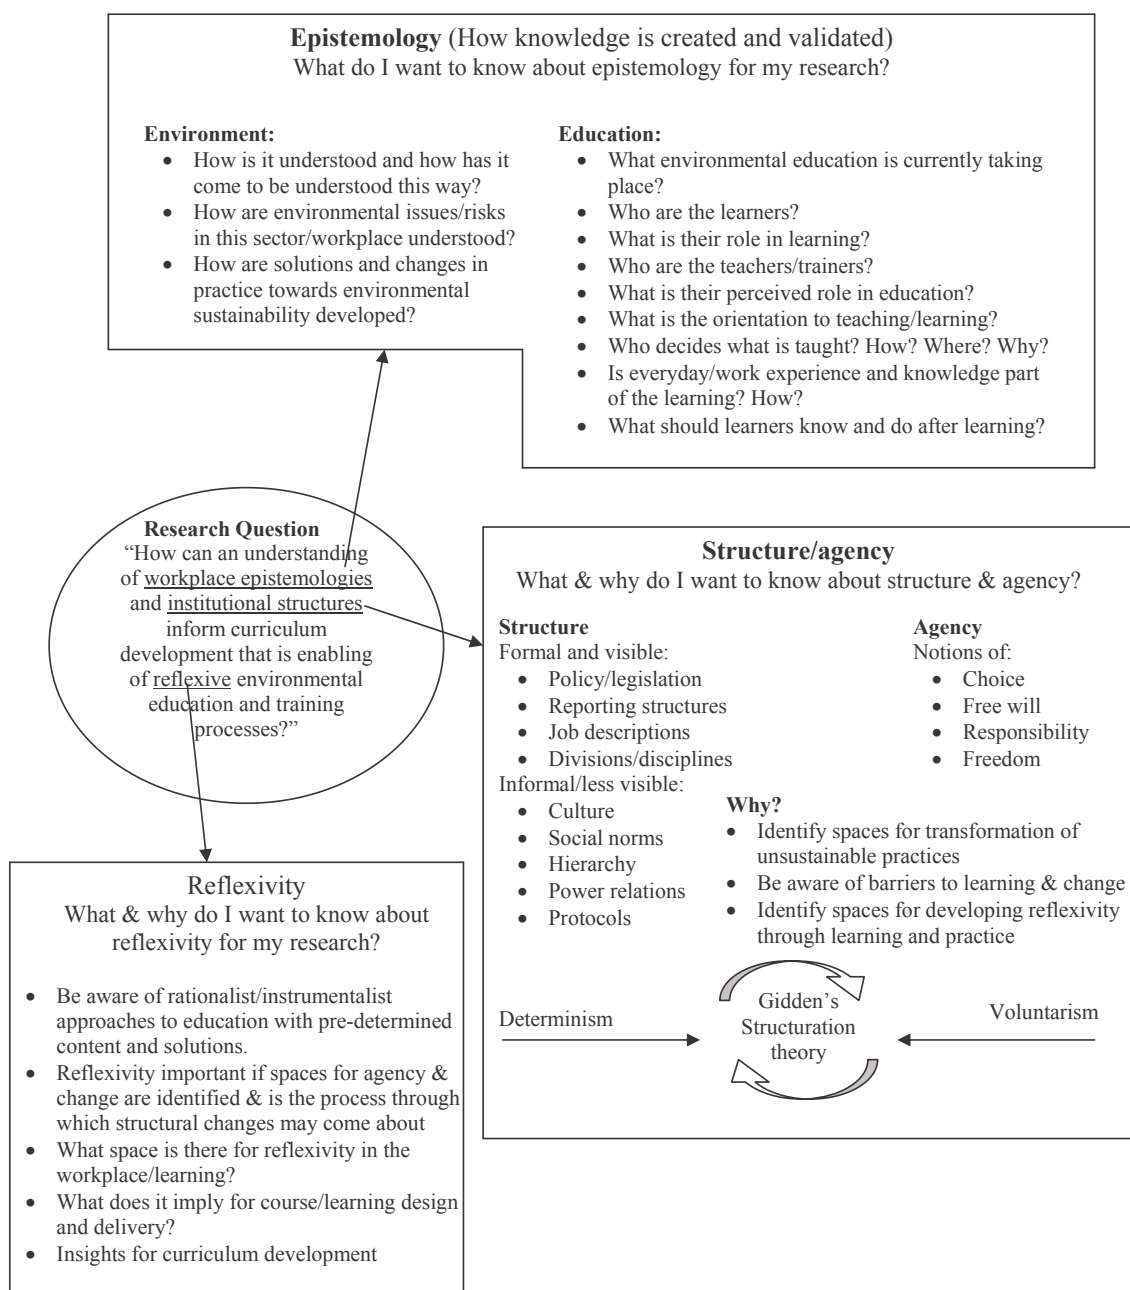 Epistemology (How knowledge is created and validated)
What do I want to know about epistemology for my research?
Environment:
• How is it understood and how has it
come to be understood this way?
• How are environmental issues/risks
in this sector/workplace understood?
• How are solutions and changes in
practice towards environmental
sustainability developed?
Education:
• What environmental education is currently taking
place?
• Who are the learners?
• What is their role in learning?
• Who are the teachers/trainers?
• What is their perceived role in education?
• What is the orientation to teaching/learning?
• Who decides what is taught? How? Where? Why?
• Is everyday/work experience and knowledge part
of the learning? How?
• What should learners know and do after learning?
Research Question
“How can an understanding
of workplace epistemologies
and institutional structures
inform curriculum
development that is enabling
of reflexive environmental
education and training
processes?”
Structure/agency
What & why do I want to know about structure & agency?
Structure
Formal and visible:
• Policy/legislation
• Reporting structures
• Job descriptions
• Divisions/disciplines
Informal/less visible:
• Culture
• Social norms
• Hierarchy
• Power relations
• Protocols
Agency
Notions of:
• Choice
• Free will
• Responsibility
• Freedom
Why?
• Identify spaces for transformation of
unsustainable practices
• Be aware of barriers to learning & change
• Identify spaces for developing reflexivity
through learning and practice
Determinism
Gidden’s
Structuration
theory
Voluntarism
Reflexivity
What & why do I want to know about
reflexivity for my research?
• Be aware of rationalist/instrumentalist
approaches to education with pre-determined
content and solutions.
• Reflexivity important if spaces for agency &
change are identified & is the process through
which structural changes may come about
• What space is there for reflexivity in the
workplace/learning?
• What does it imply for course/learning design
and delivery?
• Insights for curriculum development